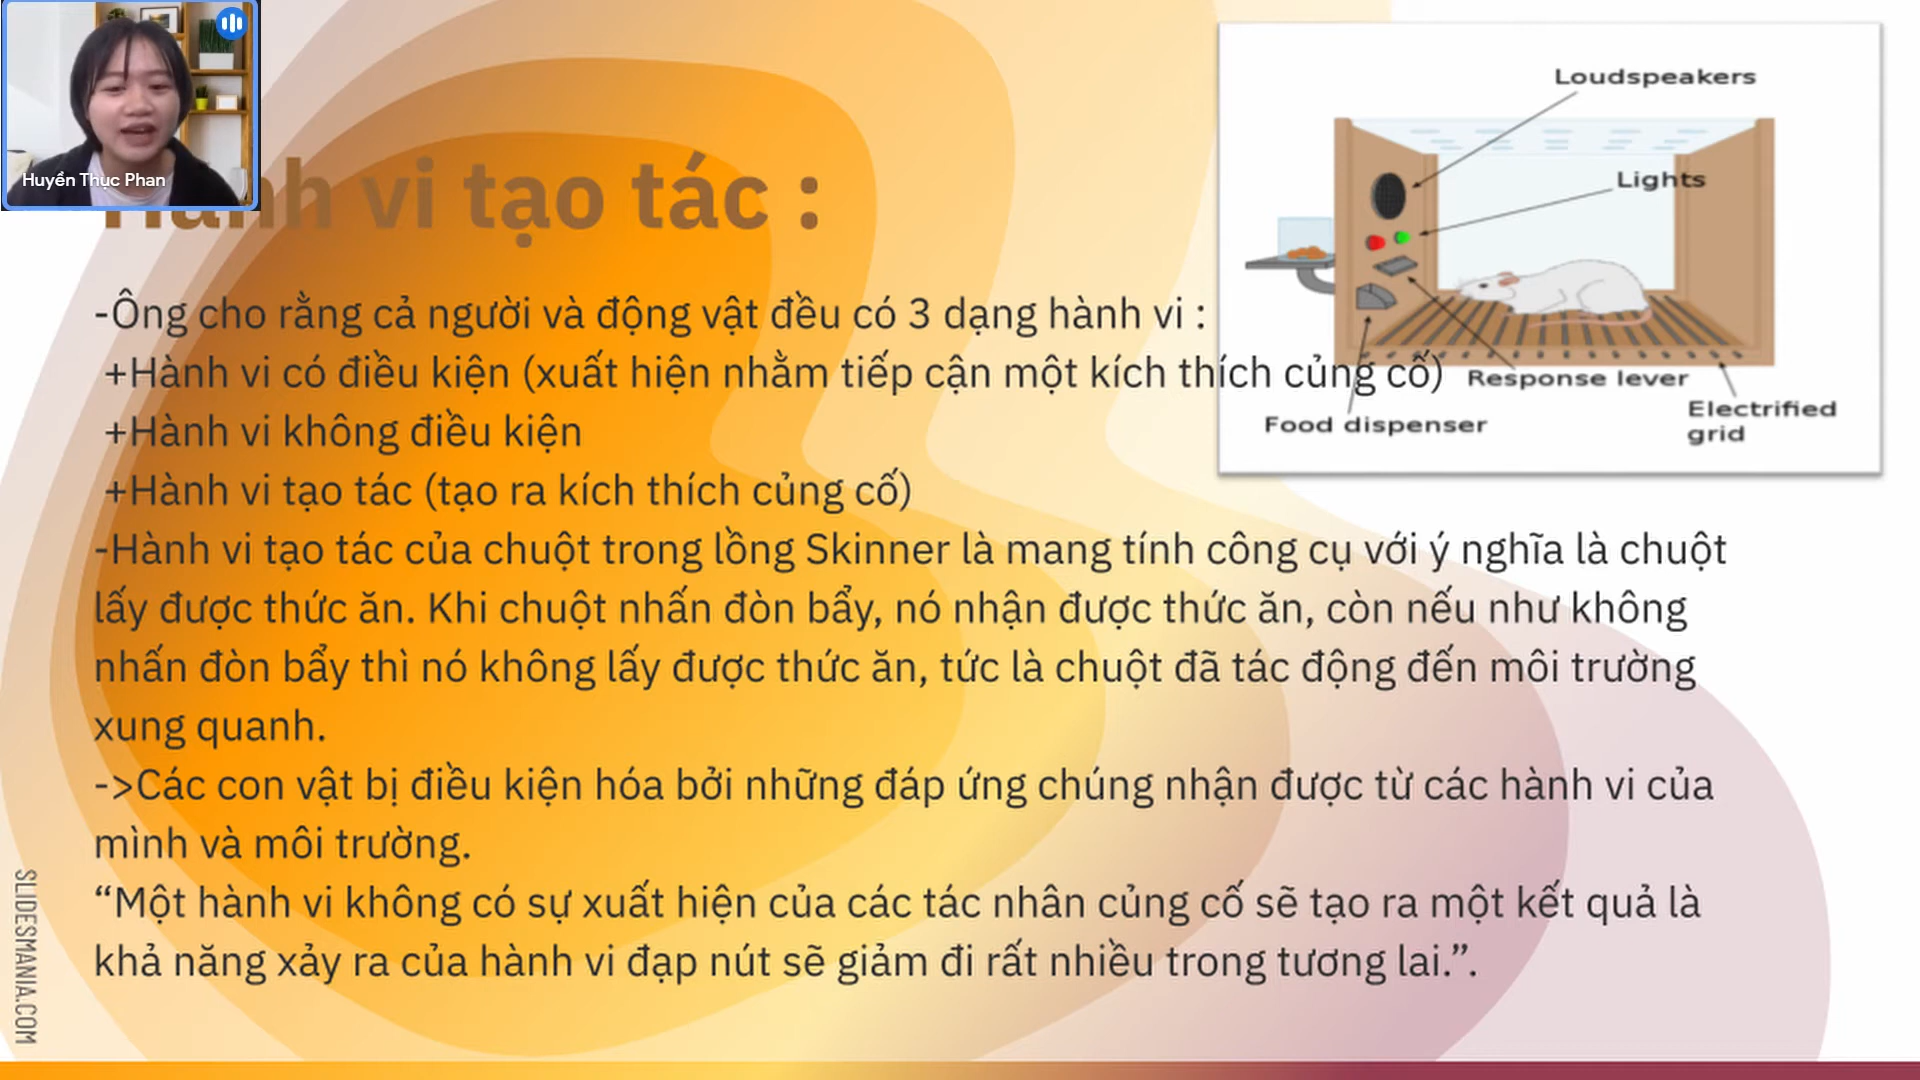 Huyền Thục Phan
Hành vi tạo tác :
-Ông cho rằng cả người và động vật đều có 3 dạng hành vi :
+Hành vi có điều kiện (xuất hiện nhằm tiếp cận một kích thích củng cố)
+Hành vi không điều kiện
+Hành vi tạo tác (tạo ra kích thích củng cố)
-Hành vi tạo tác của chuột trong lồng Skinner là mang tính công cụ với ý nghĩa là chuột
lấy được thức ăn. Khi chuột nhấn đòn bẩy, nó nhận được thức ăn, còn nếu như không
nhấn đòn bẩy thì nó không lấy được thức ăn, tức là chuột đã tác động đến môi trường
xung quanh.
->Các con vật bị điều kiện hóa bởi những đáp ứng chúng nhận được từ các hành vi của
mình và môi trường.
“Một hành vi không có sự xuất hiện của các tác nhân củng cố sẽ tạo ra một kết quả là
khả năng xảy ra của hành vi đạp nút sẽ giảm đi rất nhiều trong tương lai.”.
Loudspeakers
Lights
Response lever
Food dispenser
Electrified
grid
SLIDESMANIA.COM